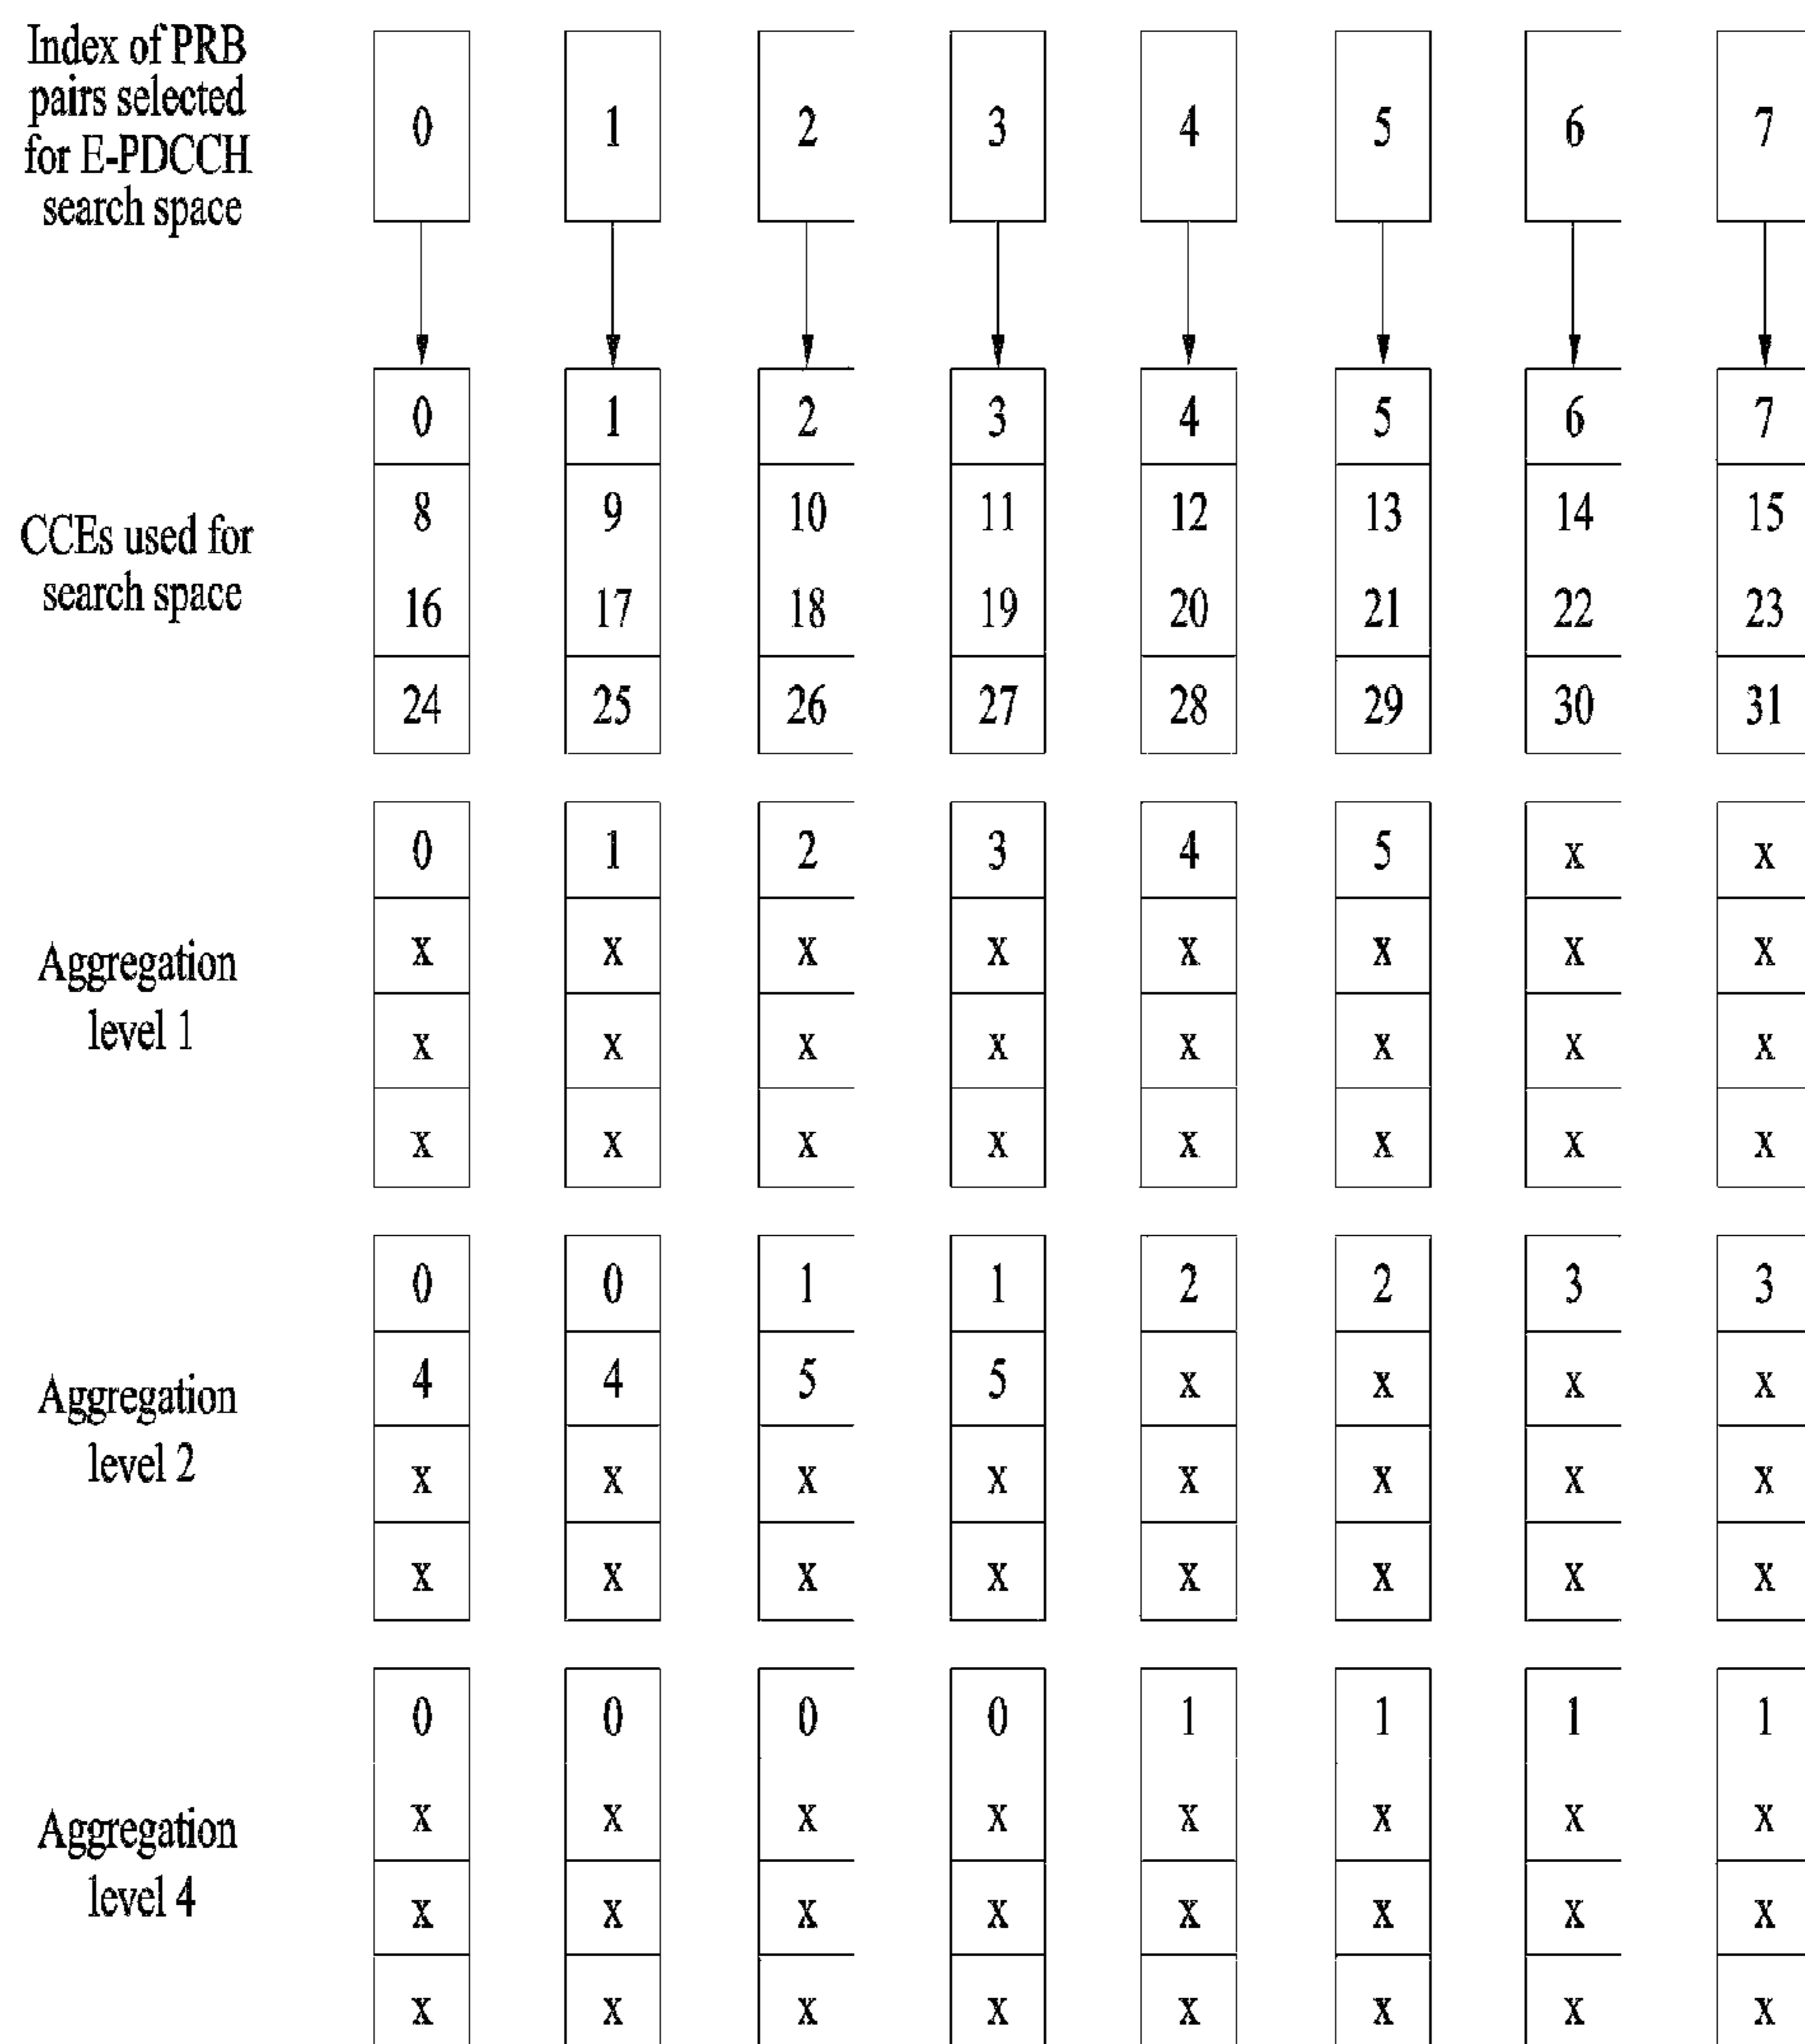 Index of PRB
pairs selected
for E-PDCCH
search space
0 1 2 3 4 5 6 7
0 1 2 3 4 5 6 7
CCEs used for
search space
8 9 10 11 12 13 14 15
16 17 18 19 20 21 22 23
24 25 26 27 28 29 30 31
Aggregation
level 1
0 1 2 3 4 5 x x
x x x x x x x x
x x x x x x x x
x x x x x x x x
Aggregation
level 2
0 0 1 1 2 2 3 3
4 4 5 5 x x x x
x x x x x x x x
x x x x x x x x
Aggregation
level 4
0 0 0 0 1 1 1 1
x x x x x x x x
x x x x x x x x
x x x x x x x x